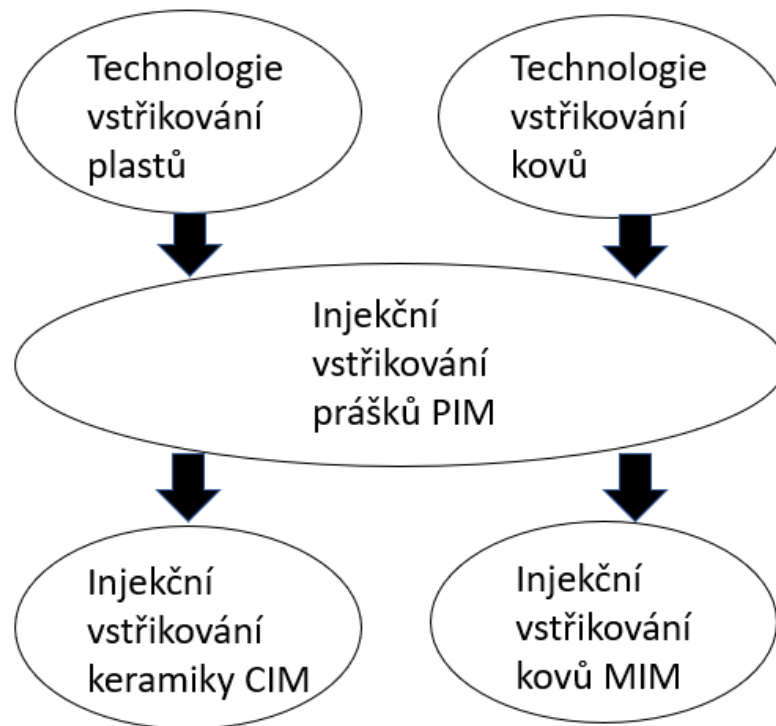 Technologie
vstřikování
plastů
Technologie
vstřikování
kovů
Injekční
vstřikování
prášků PIM
Injekční
vstřikování
keramiky CIM
Injekční
vstřikování
kovů MIM